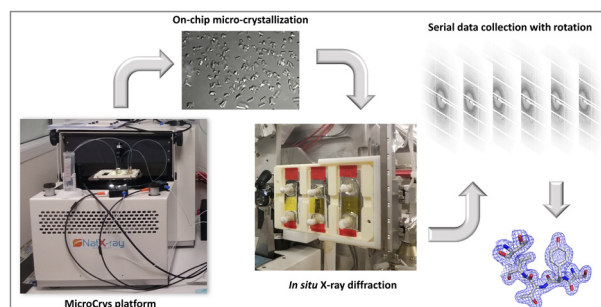 On-chip micro-crystallization
Serial data collection with rotation
NatX-ray
In situ X-ray diffraction
MicroCrys platform